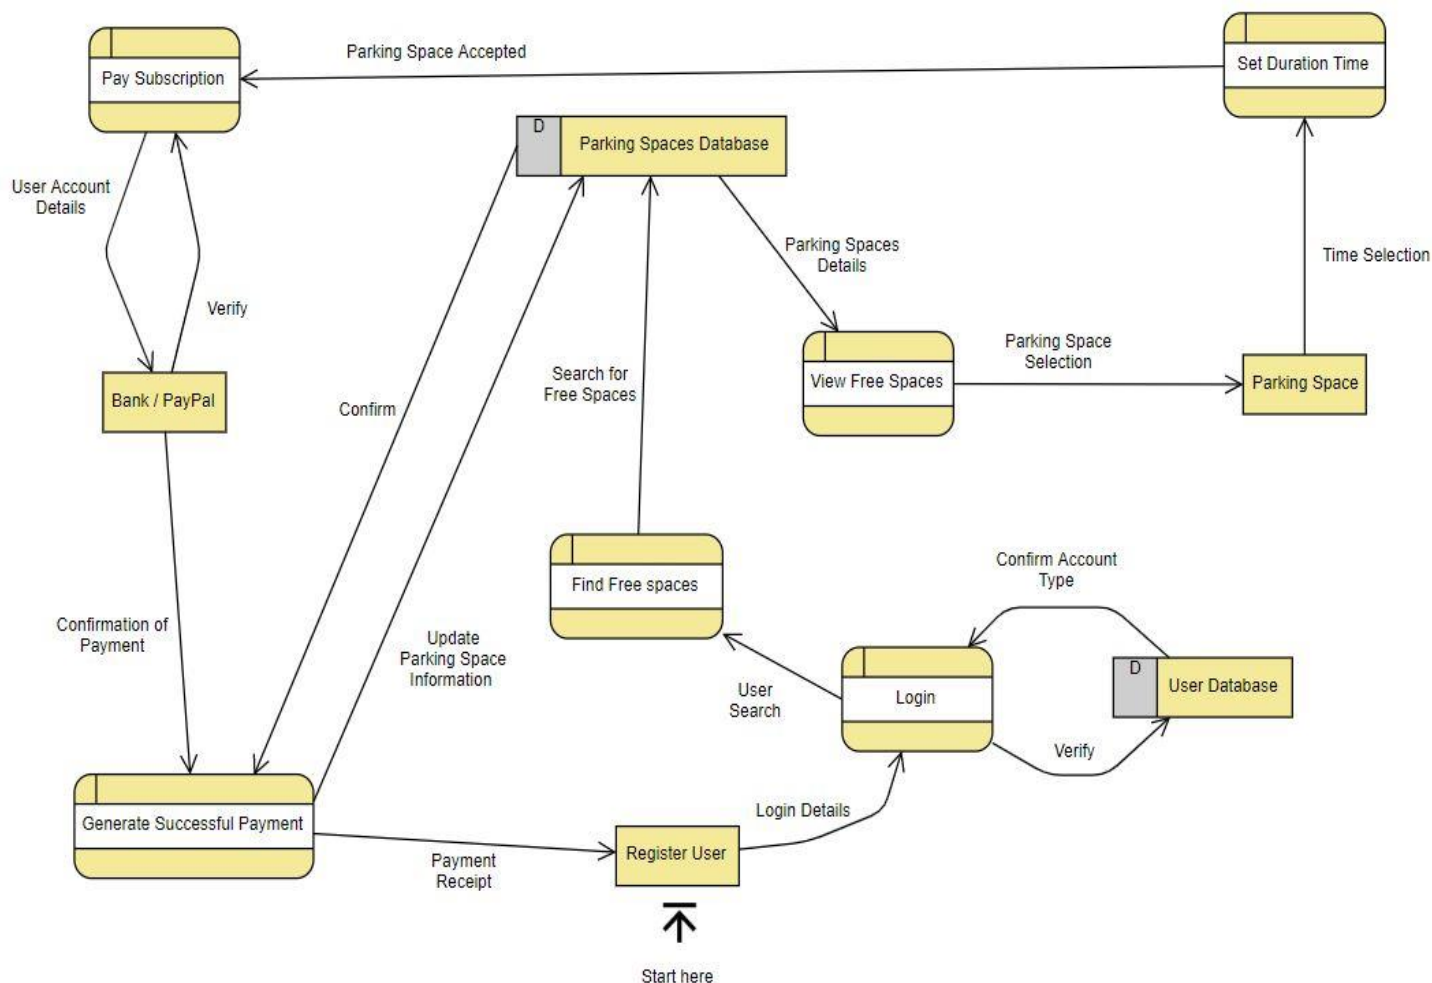 Parking Space Accepted
Pay Subscription
Set Duration Time
D
Parking Spaces Database
User Account
Details
Verify
Parking Spaces
Details
Time Selection
Bank / PayPal
Confirm
Search for
Free Spaces
View Free Spaces
Parking Space
Selection
Parking Space
Find Free spaces
Confirm Account
Type
Confirmation of
Payment
Update
Parking Space
Information
User
Search
Login
D
User Database
Verify
Generate Successful Payment
Payment
Receipt
Register User
Login Details
Start here